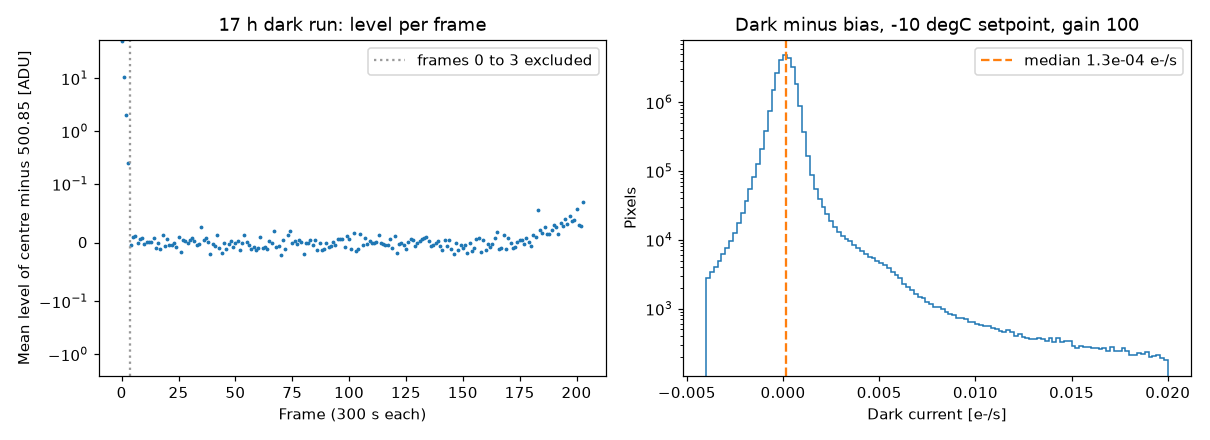 17 h dark run: level per frame
Mean level of centre minus 500.85 [ADU]
10¹
10⁰
10⁻¹
0
−10⁻¹
−10⁰
frames 0 to 3 excluded
0 25 50 75 100 125 150 175 200
Frame (300 s each)
Dark minus bias, -10 degC setpoint, gain 100
Pixels
10⁶
10⁵
10⁴
10³
median 1.3e-04 e-/s
−0.005 0.000 0.005 0.010 0.015 0.020
Dark current [e-/s]